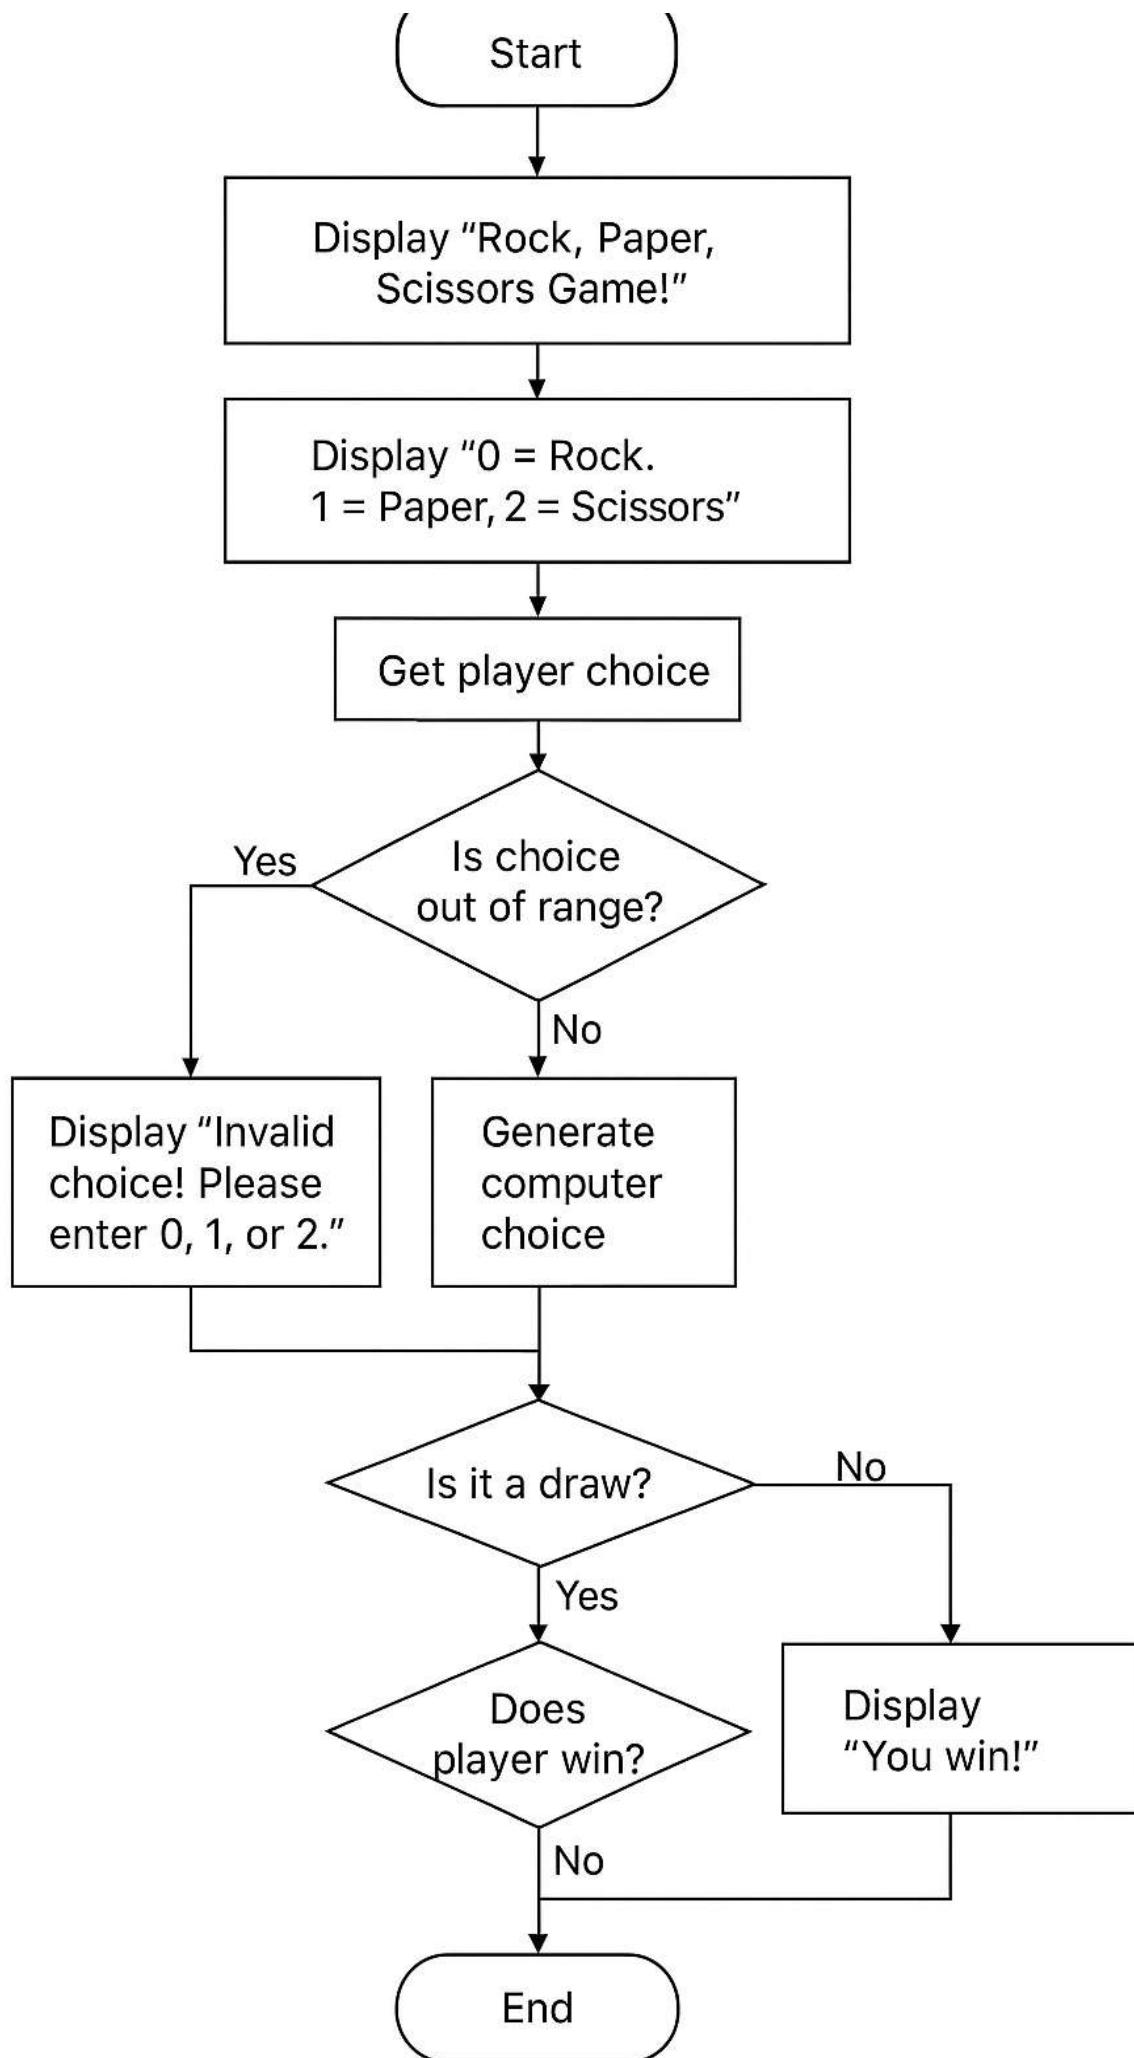 Start
Display “Rock, Paper,
Scissors Game!”
Display “0 = Rock.
1 = Paper, 2 = Scissors”
Get player choice
Is choice
out of range?
Yes
No
Display “Invalid
choice! Please
enter 0, 1, or 2.”
Generate
computer
choice
Is it a draw?
No
Yes
Does
player win?
Display
“You win!”
No
End